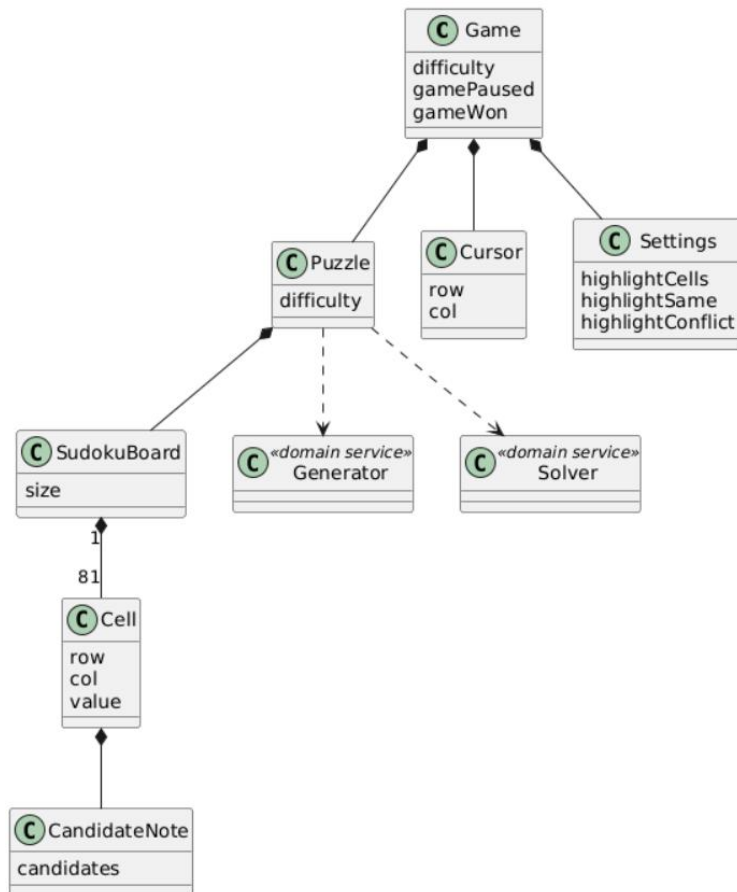 C Game
difficulty
gamePaused
gameWon
C Puzzle
difficulty
C Cursor
row
col
C Settings
highlightCells
highlightSame
highlightConflict
C SudokuBoard
size
C «domain service»
Generator
C «domain service»
Solver
1
81
C Cell
row
col
value
C CandidateNote
candidates